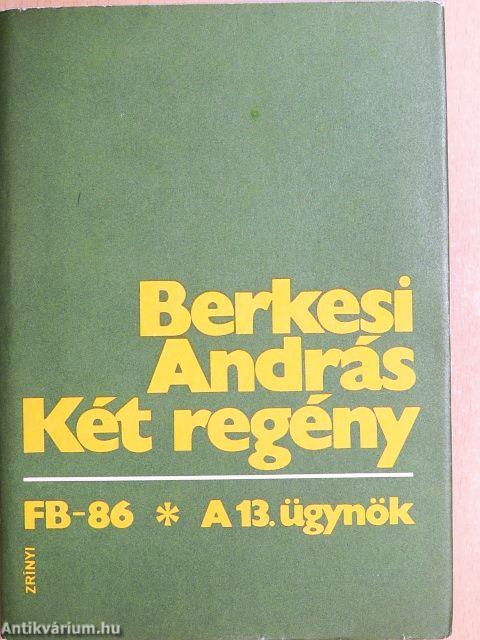 Berkesi
András
Két regény
FB-86 * A 13. ügynök
ZRÍNYI
Antikvárium.hu